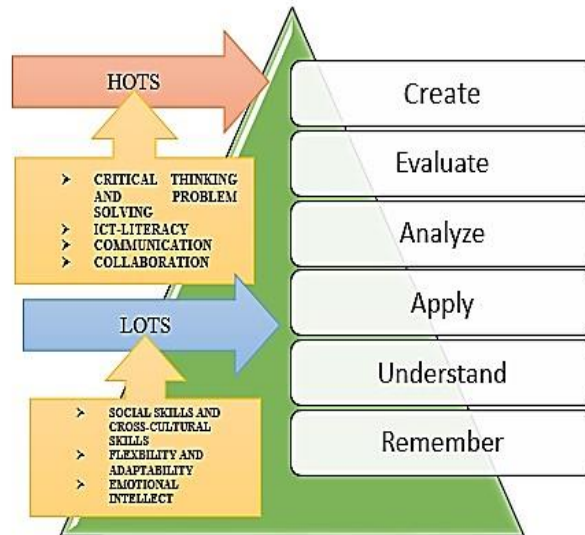 HOTS
➤ CRITICAL THINKING
AND PROBLEM
SOLVING
➤ ICT-LITERACY
➤ COMMUNICATION
➤ COLLABORATION
LOTS
➤ SOCIAL SKILLS AND
CROSS-CULTURAL
SKILLS
➤ FLEXBILITY AND
ADAPTABILITY
➤ EMOTIONAL
INTELLECT
Create
Evaluate
Analyze
Apply
Understand
Remember